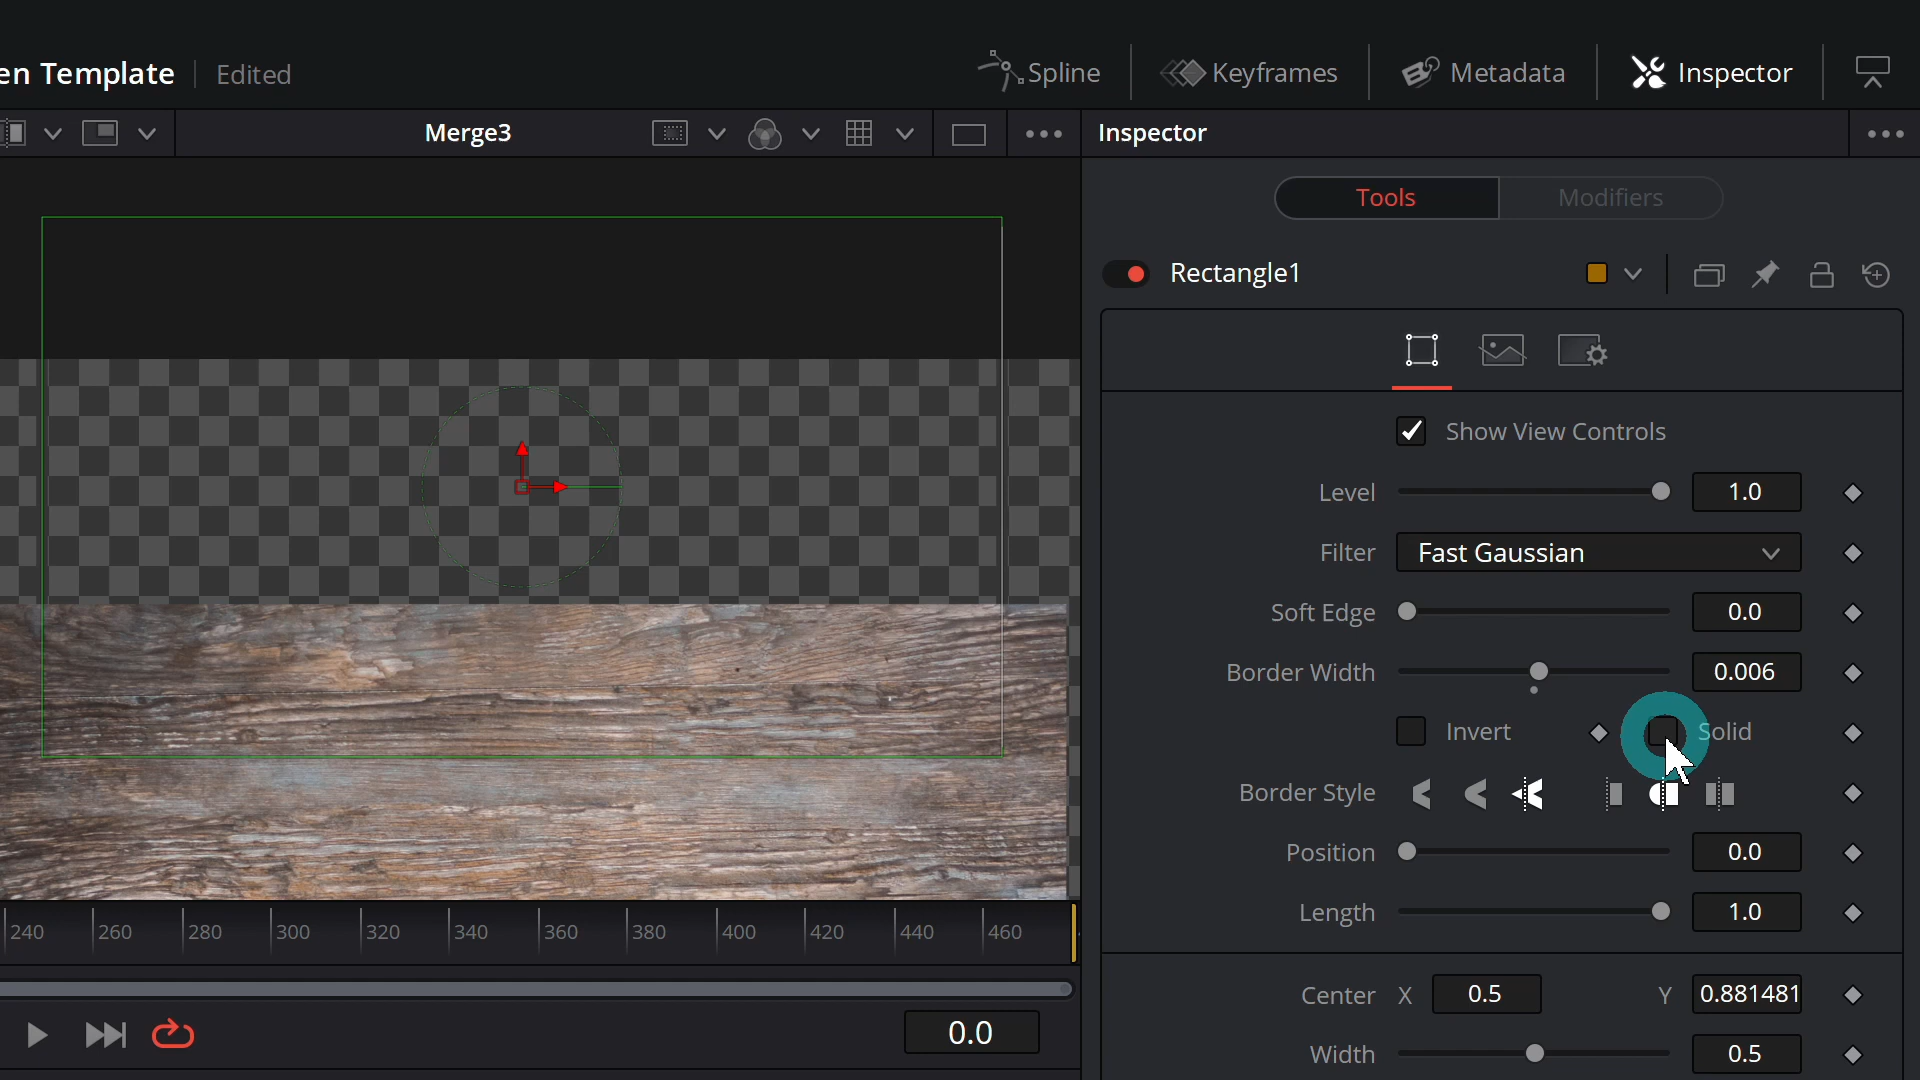 en Template Edited Spline Keyframes Metadata Inspector
Merge3 Inspector
Tools Modifiers
Rectangle1
Show View Controls
Level 1.0
Filter Fast Gaussian
Soft Edge 0.0
Border Width 0.006
Invert Solid
Border Style
Position 0.0
Length 1.0
240 260 280 300 320 340 360 380 400 420 440 460
Center X 0.5 Y 0.881481
0.0
Width 0.5